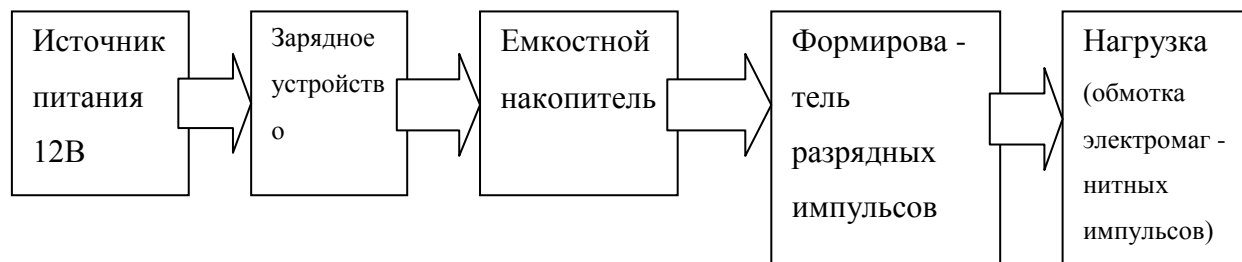 Источник
питания
12В
Зарядное
устройств
о
Емкостной
накопитель
Формирова -
тель
разрядных
импульсов
Нагрузка
(обмотка
электромаг -
нитных
импульсов)